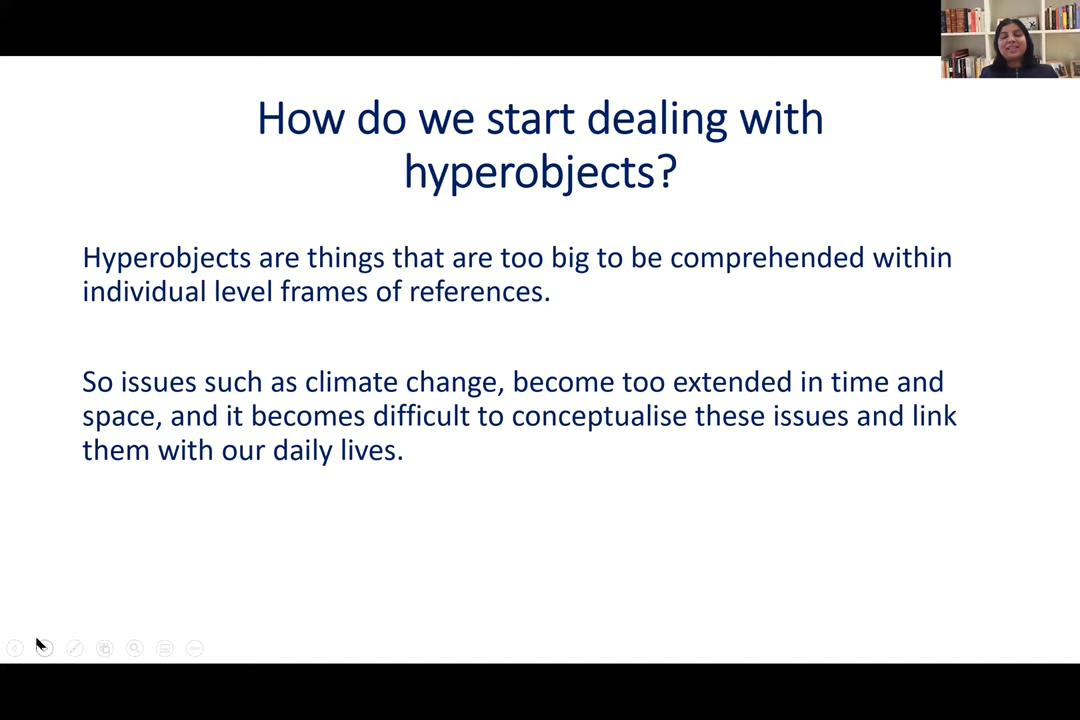 How do we start dealing with
hyperobjects?
Hyperobjects are things that are too big to be comprehended within
individual level frames of references.
So issues such as climate change, become too extended in time and
space, and it becomes difficult to conceptualise these issues and link
them with our daily lives.